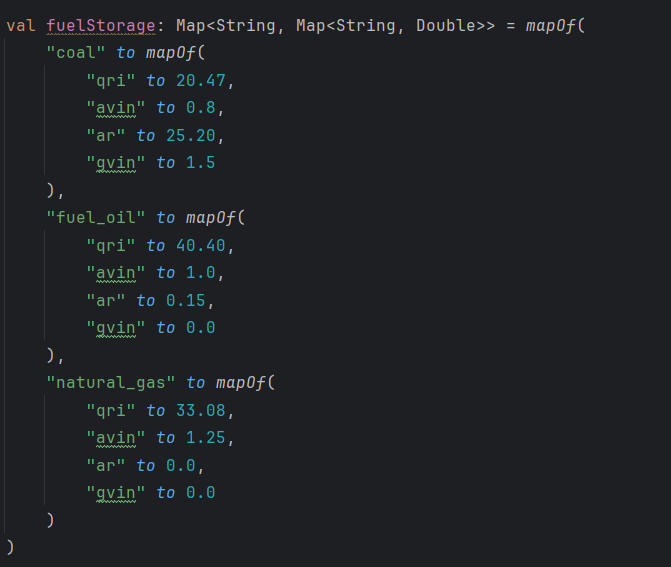 val fuelStorage: Map<String, Map<String, Double>> = mapOf(
    "coal" to mapOf(
        "qri" to 20.47,
        "avin" to 0.8,
        "ar" to 25.20,
        "gvin" to 1.5
    ),
    "fuel_oil" to mapOf(
        "qri" to 40.40,
        "avin" to 1.0,
        "ar" to 0.15,
        "gvin" to 0.0
    ),
    "natural_gas" to mapOf(
        "qri" to 33.08,
        "avin" to 1.25,
        "ar" to 0.0,
        "gvin" to 0.0
    )
)